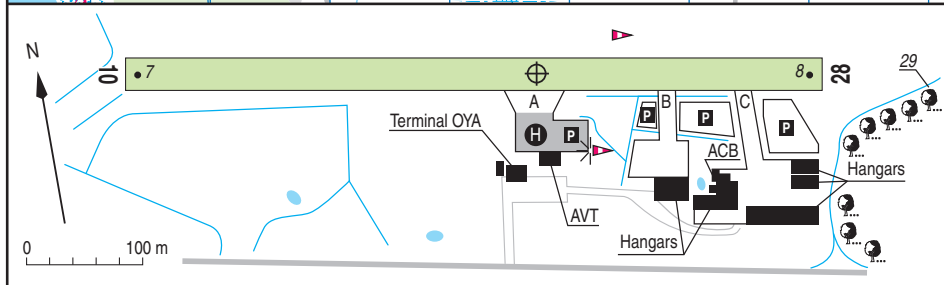 N
10
7
8
28
29
A
B
C
H
P
P
P
P
Terminal OYA
ACB
Hangars
AVT
Hangars
0
100 m